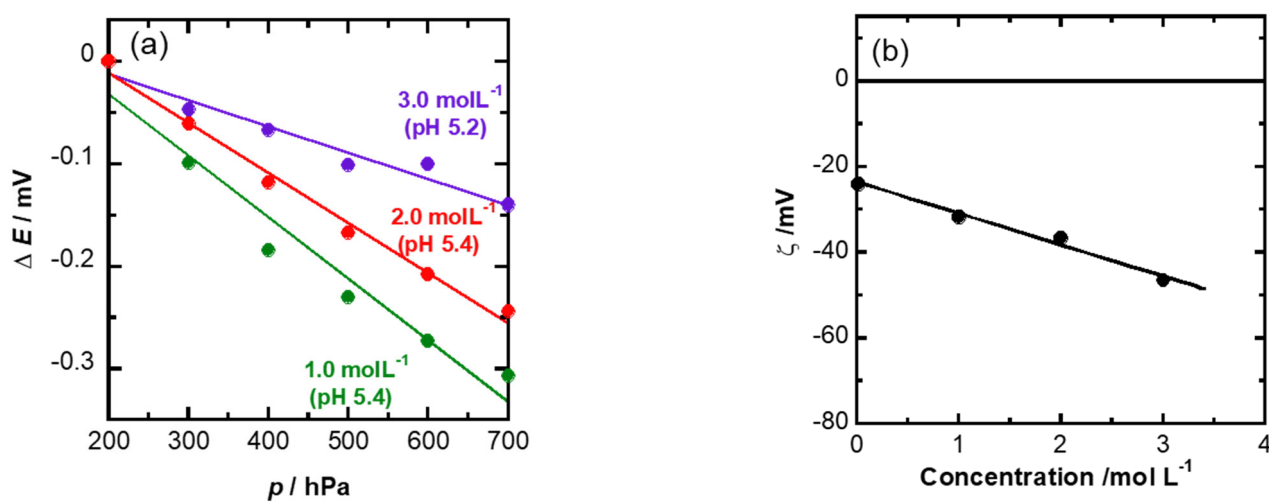 (a)
0
-0.1
-0.2
-0.3
Δ E / mV
3.0 molL⁻¹
(pH 5.2)
2.0 molL⁻¹
(pH 5.4)
1.0 molL⁻¹
(pH 5.4)
200 300 400 500 600 700
p / hPa
(b)
0
-20
-40
-60
-80
ζ /mV
0 1 2 3 4
Concentration /mol L⁻¹